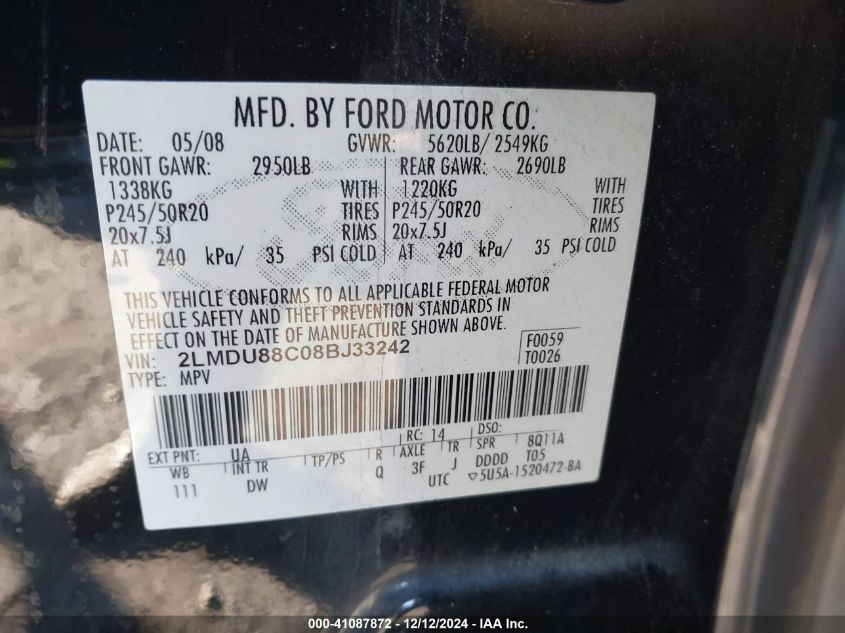 MFD. BY FORD MOTOR CO.
DATE: 05/08 GVWR: 5620LB/ 2549KG
FRONT GAWR: 2950LB REAR GAWR: 2690LB
1338KG WITH 1220KG WITH
P245/50R20 TIRES P245/50R20 TIRES
20x7.5J RIMS 20x7.5J RIMS
AT 240 kPa/ 35 PSI COLD AT 240 kPa/ 35 PSI COLD
THIS VEHICLE CONFORMS TO ALL APPLICABLE FEDERAL MOTOR
VEHICLE SAFETY AND THEFT PREVENTION STANDARDS IN
EFFECT ON THE DATE OF MANUFACTURE SHOWN ABOVE.
VIN: 2LMDU88C08BJ33242 F0059
TYPE: MPV T0026
EXT PNT: UA RC: 14 DSO:
WB INT TR TP/PS R AXLE TR SPR 8Q11A
111 DW Q 3F J DDDD T05
UTC ▽5U5A-1520472-BA
000-41087872 - 12/12/2024 - IAAI.com